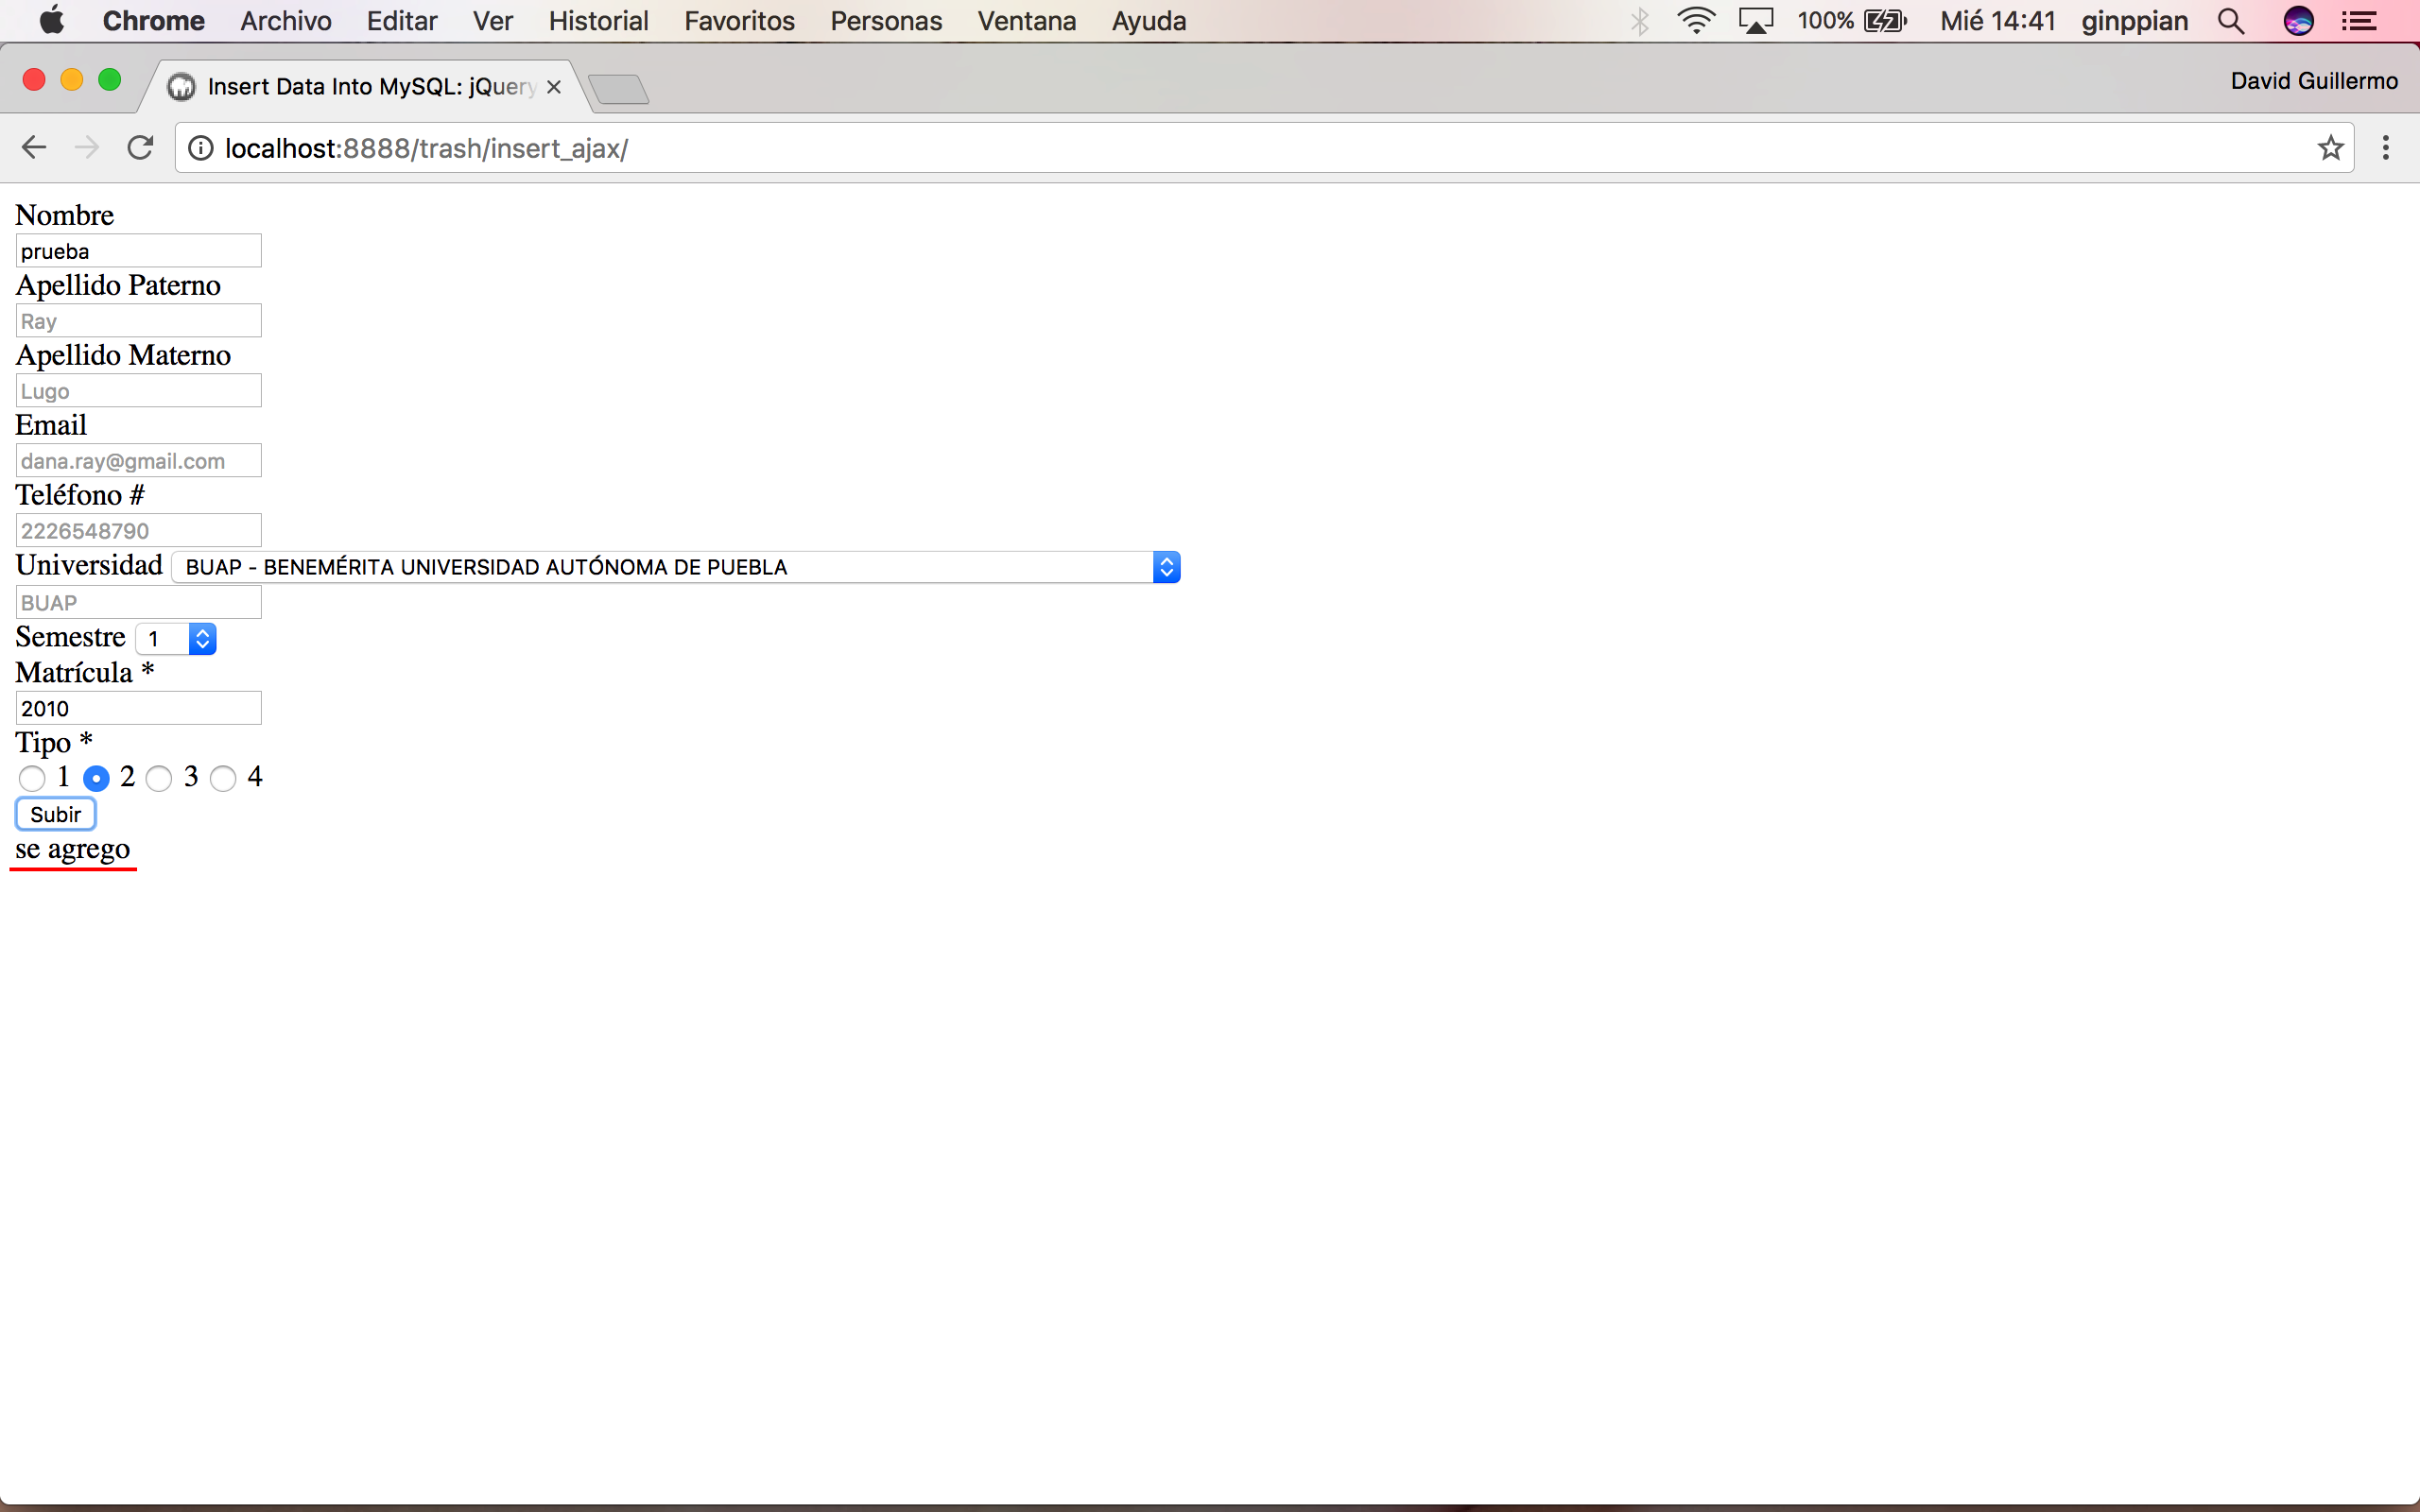 Chrome Archivo Editar Ver Historial Favoritos Personas Ventana Ayuda 100% Mié 14:41 ginppian
Insert Data Into MySQL: jQuery David Guillermo
localhost:8888/trash/insert_ajax/
Nombre
prueba
Apellido Paterno
Ray
Apellido Materno
Lugo
Email
dana.ray@gmail.com
Teléfono #
2226548790
Universidad BUAP - BENEMÉRITA UNIVERSIDAD AUTÓNOMA DE PUEBLA
BUAP
Semestre 1
Matrícula *
2010
Tipo *
1 2 3 4
Subir
se agrego